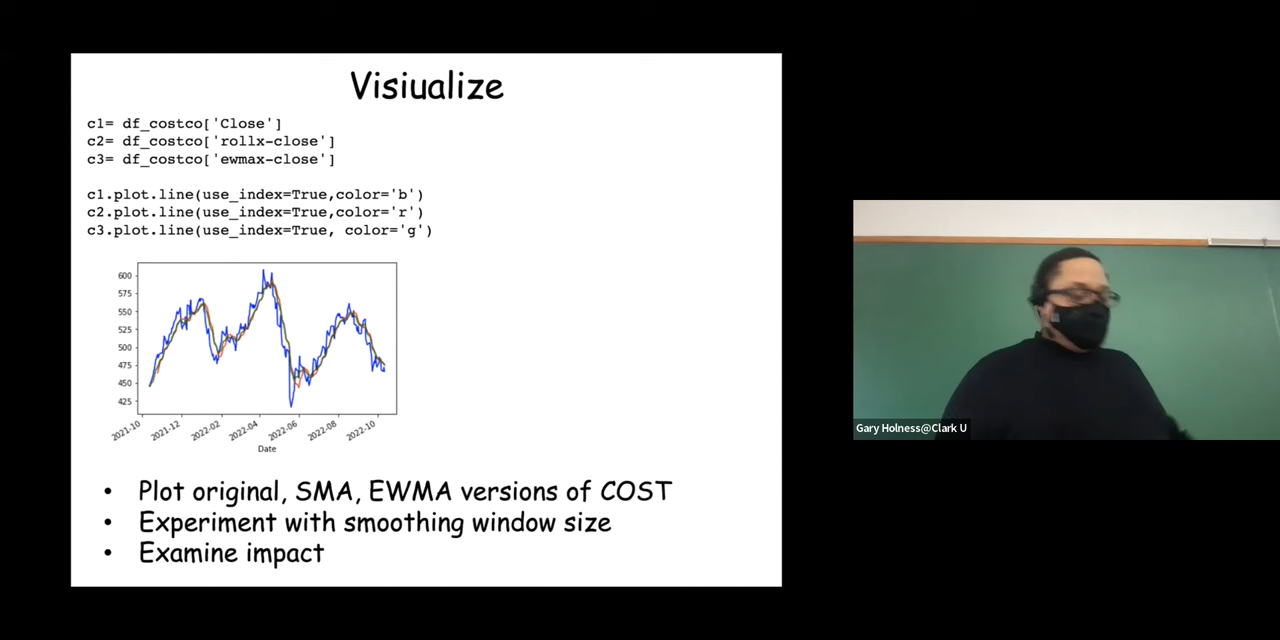 Visiualize
c1= df_costco['Close']
c2= df_costco['rollx-close']
c3= df_costco['ewmax-close']
c1.plot.line(use_index=True,color='b')
c2.plot.line(use_index=True,color='r')
c3.plot.line(use_index=True, color='g')
600
575
550
525
500
475
450
425
2021-10
2021-12
2022-02
2022-04
2022-06
2022-08
2022-10
Date
• Plot original, SMA, EWMA versions of COST
• Experiment with smoothing window size
• Examine impact
Gary Holness@Clark U